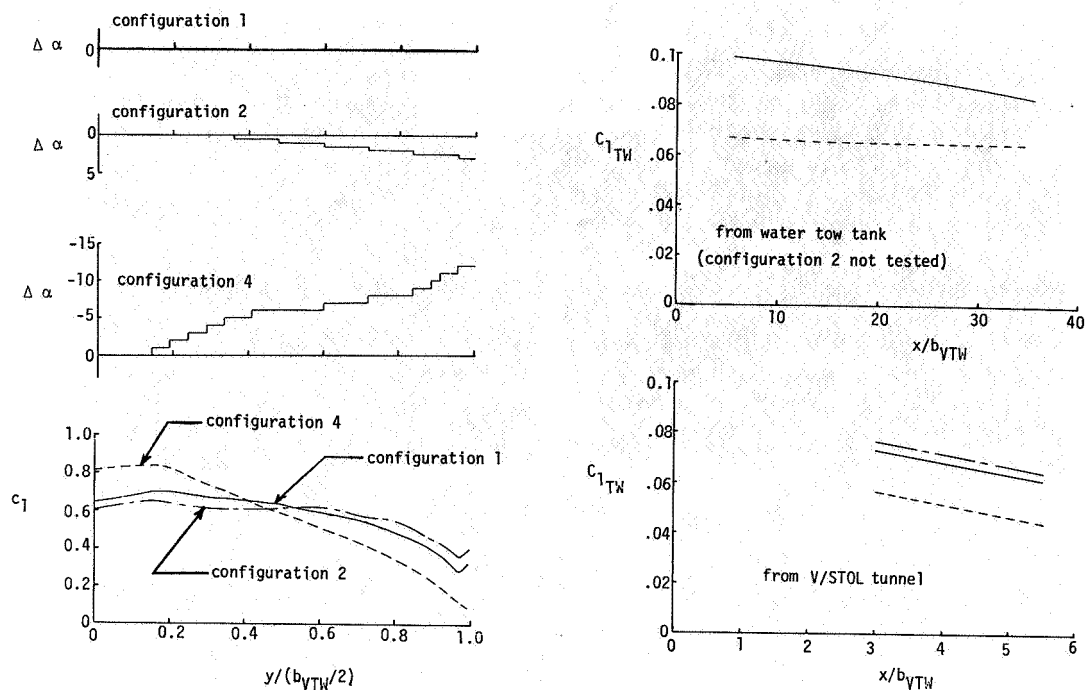 configuration 1
Δ α
0
configuration 2
0
Δ α
5
-15
-10
configuration 4
Δ α
-5
0
1.0
configuration 4
0.8
configuration 1
c_l
0.6
0.4
0.2
configuration 2
0
0 0.2 0.4 0.6 0.8 1.0
y/(b_VTW/2)
0.1
.08
C_l_TW
.06
.04
from water tow tank
.02
(configuration 2 not tested)
0
0 10 20 30 40
x/b_VTW
0.1
.08
C_l_TW
.06
.04
.02
from V/STOL tunnel
0
0 1 2 3 4 5 6
x/b_VTW